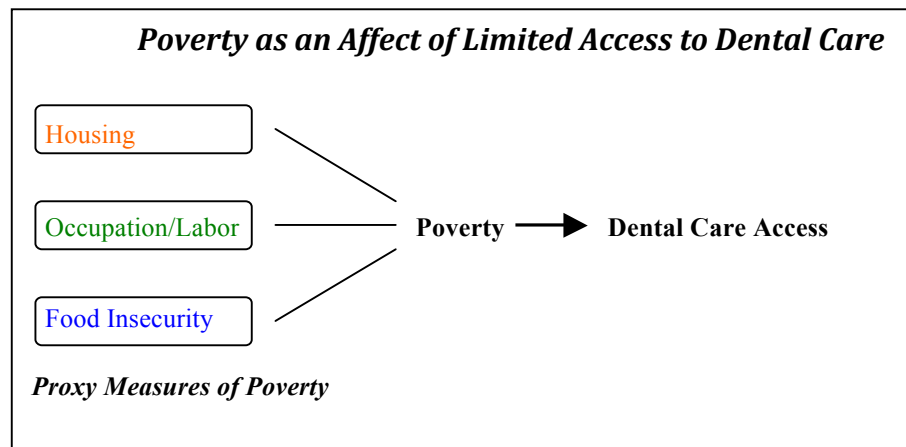 Poverty as an Affect of Limited Access to Dental Care
Housing
Occupation/Labor
Poverty
Dental Care Access
Food Insecurity
Proxy Measures of Poverty